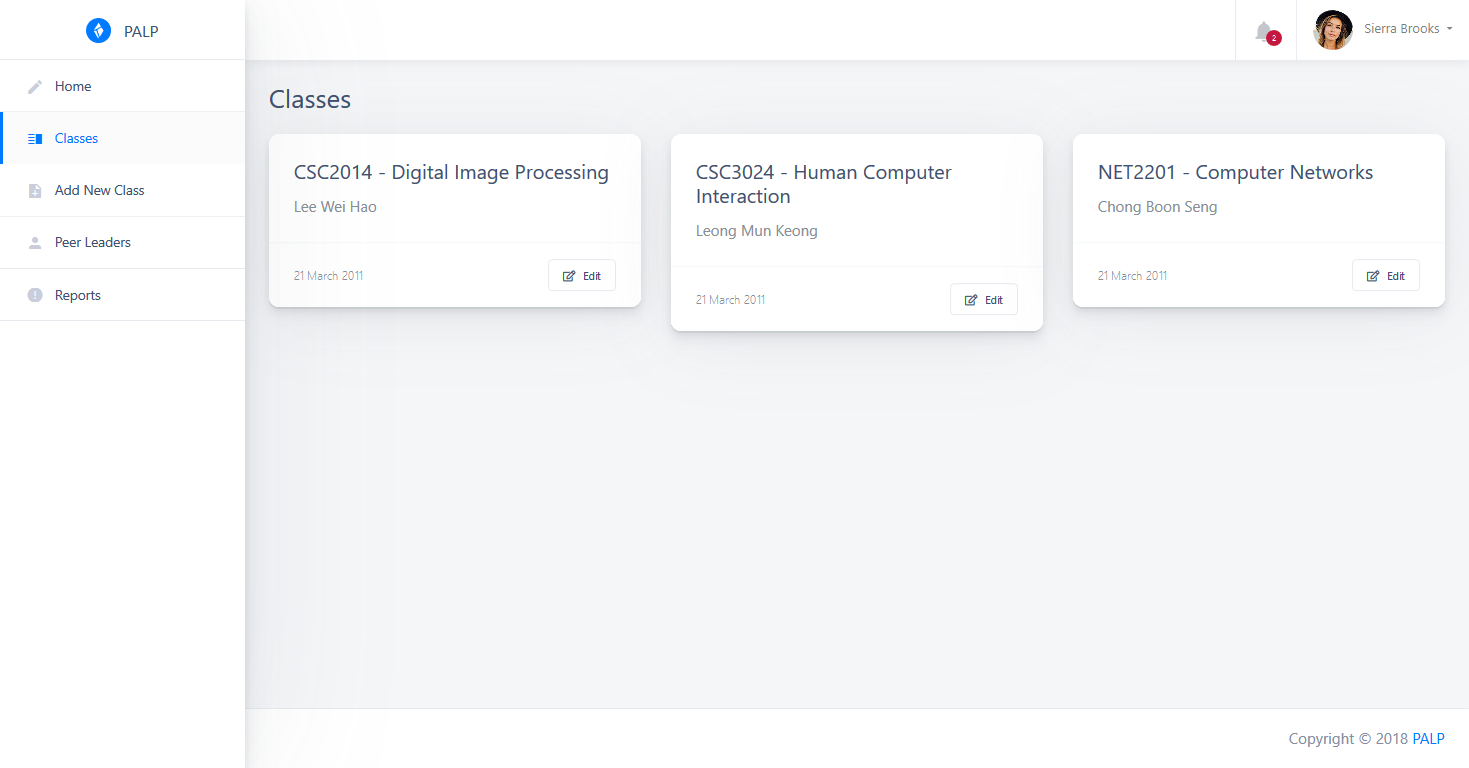 PALP
2
Sierra Brooks
Home
Classes
Add New Class
Peer Leaders
Reports
Classes
CSC2014 - Digital Image Processing
Lee Wei Hao
21 March 2011
Edit
CSC3024 - Human Computer
Interaction
Leong Mun Keong
21 March 2011
Edit
NET2201 - Computer Networks
Chong Boon Seng
21 March 2011
Edit
Copyright © 2018 PALP